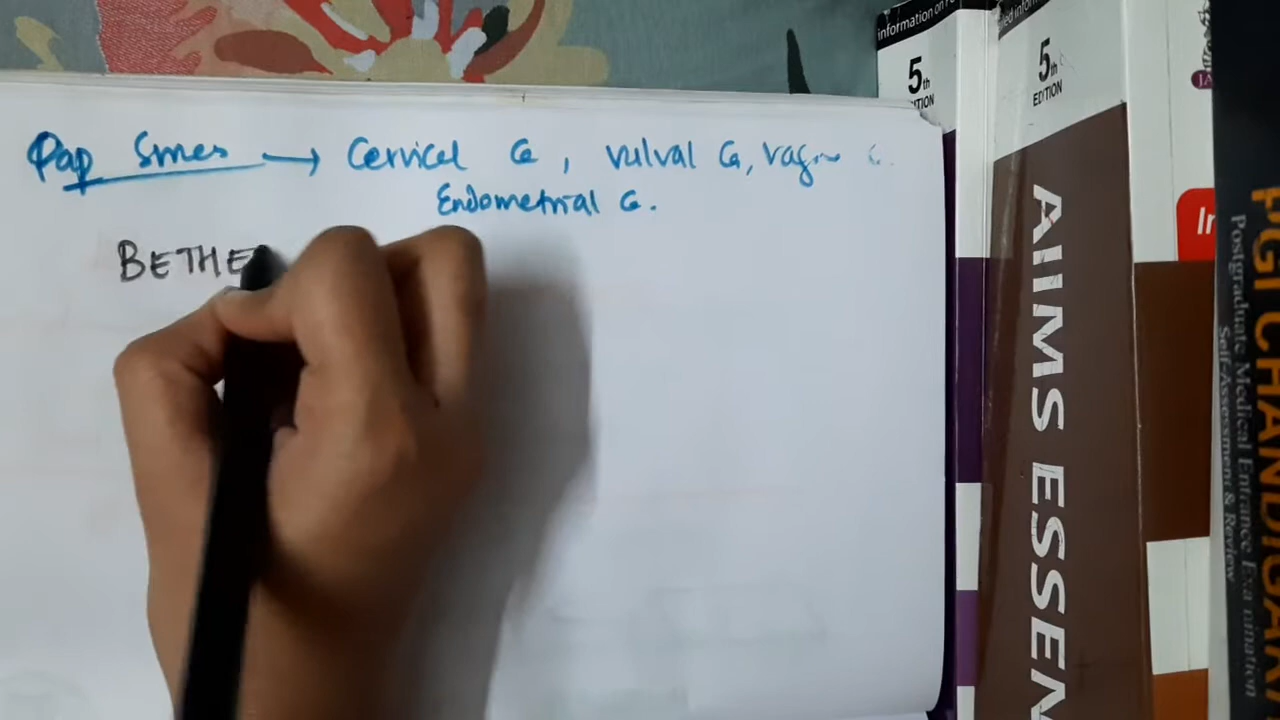 Pap Smes → Cervical Ca, vulval Ca, vagin
Endometrial Ca.
BETHE
information on r
5th
EDITION
5th
EDITION
AIIMS ESSEN
PGI CHANDIGAR
Postgraduate Medical Entrance Examination
Self-Assessment & Review